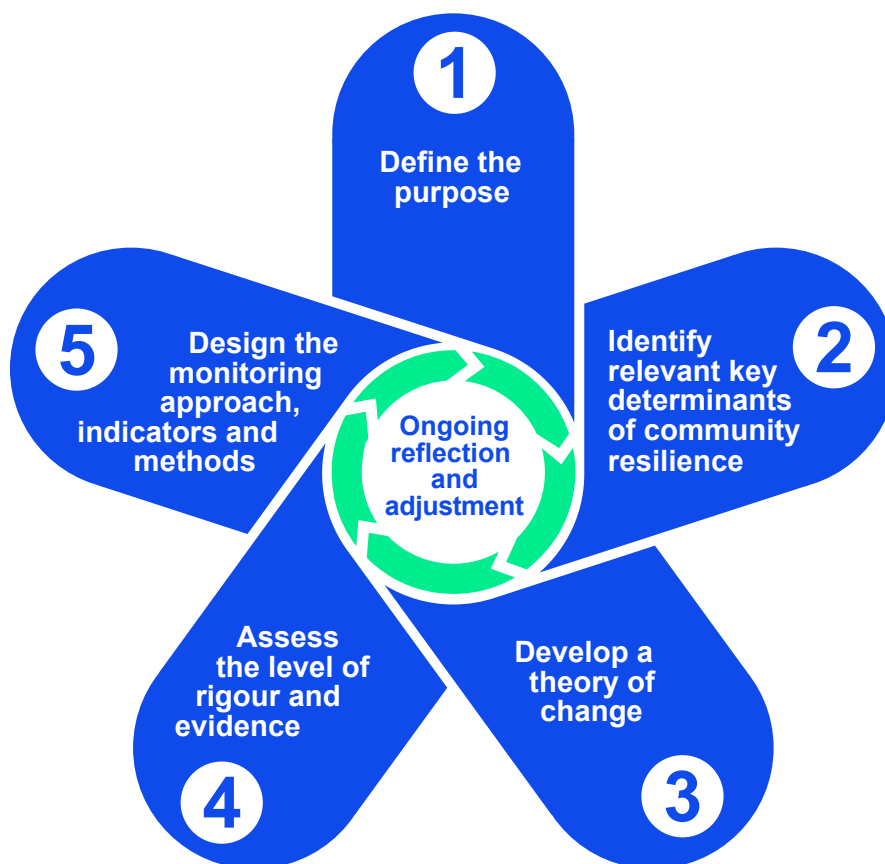 1
Define the
purpose
2
Identify
relevant key
determinants
of community
resilience
3
Develop a
theory of
change
4
Assess
the level of
rigour and
evidence
5
Design the
monitoring
approach,
indicators and
methods
Ongoing
reflection
and
adjustment